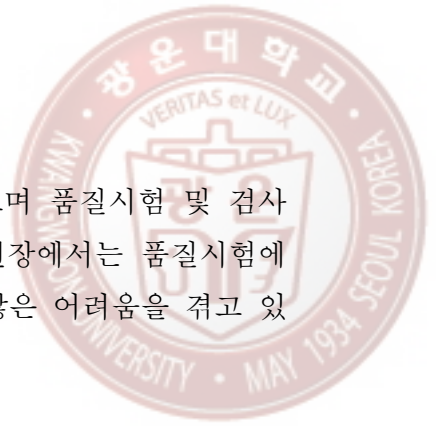 광운대학교
VERITAS et LUX
며 품질시험 및 검사
현장에서는 품질시험에
많은 어려움을 겪고 있
KWANGWOON UNIVERSITY • MAY 1934 SEOUL KOREA